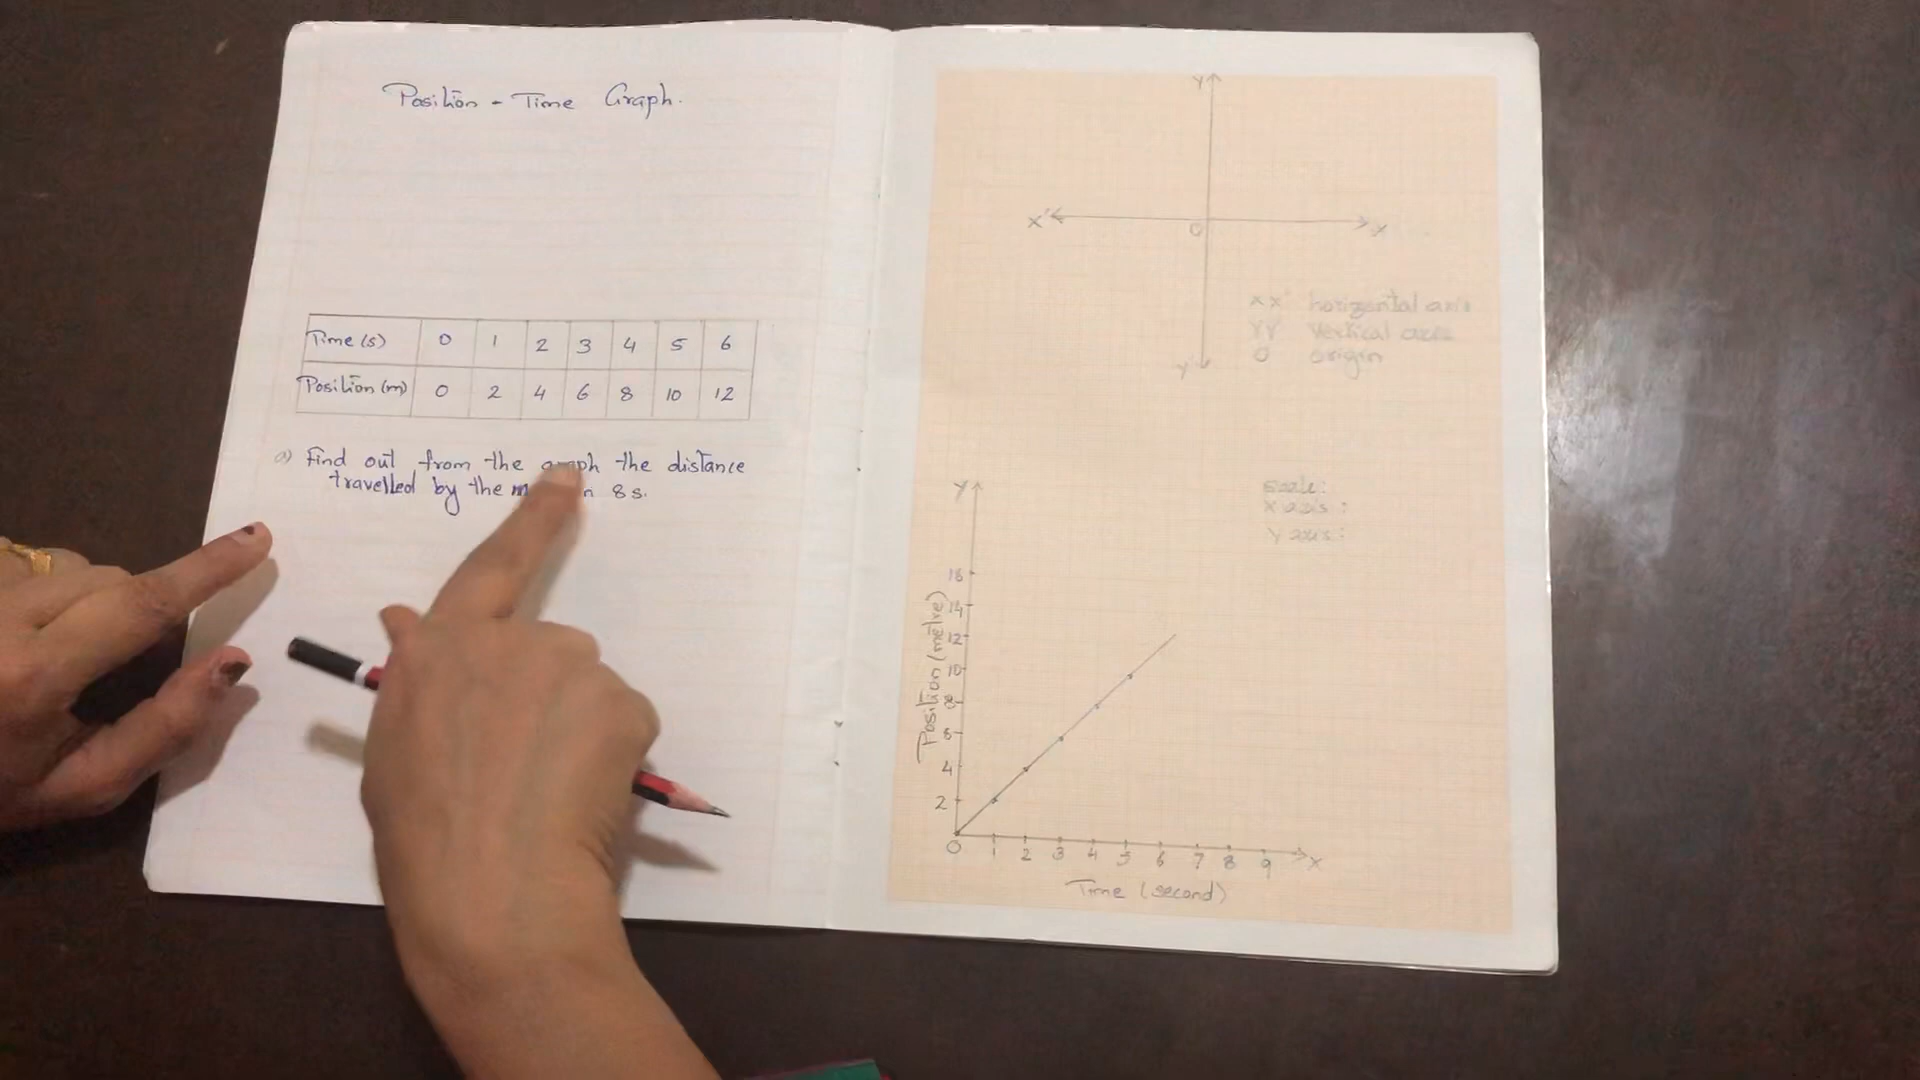 Position - Time Graph.
Time (s) 0 1 2 3 4 5 6
Position (m) 0 2 4 6 8 10 12
a) Find out from the graph the distance
travelled by the 8 s.
Y
X' O X
Y'
XX' horizontal axis
YY' Vertical axis
O origin
Scale:
X axis:
Y axis:
Y
16
14
12
10
8
6
4
2
Position (metre)
O 1 2 3 4 5 6 7 8 9 X
Time (second)